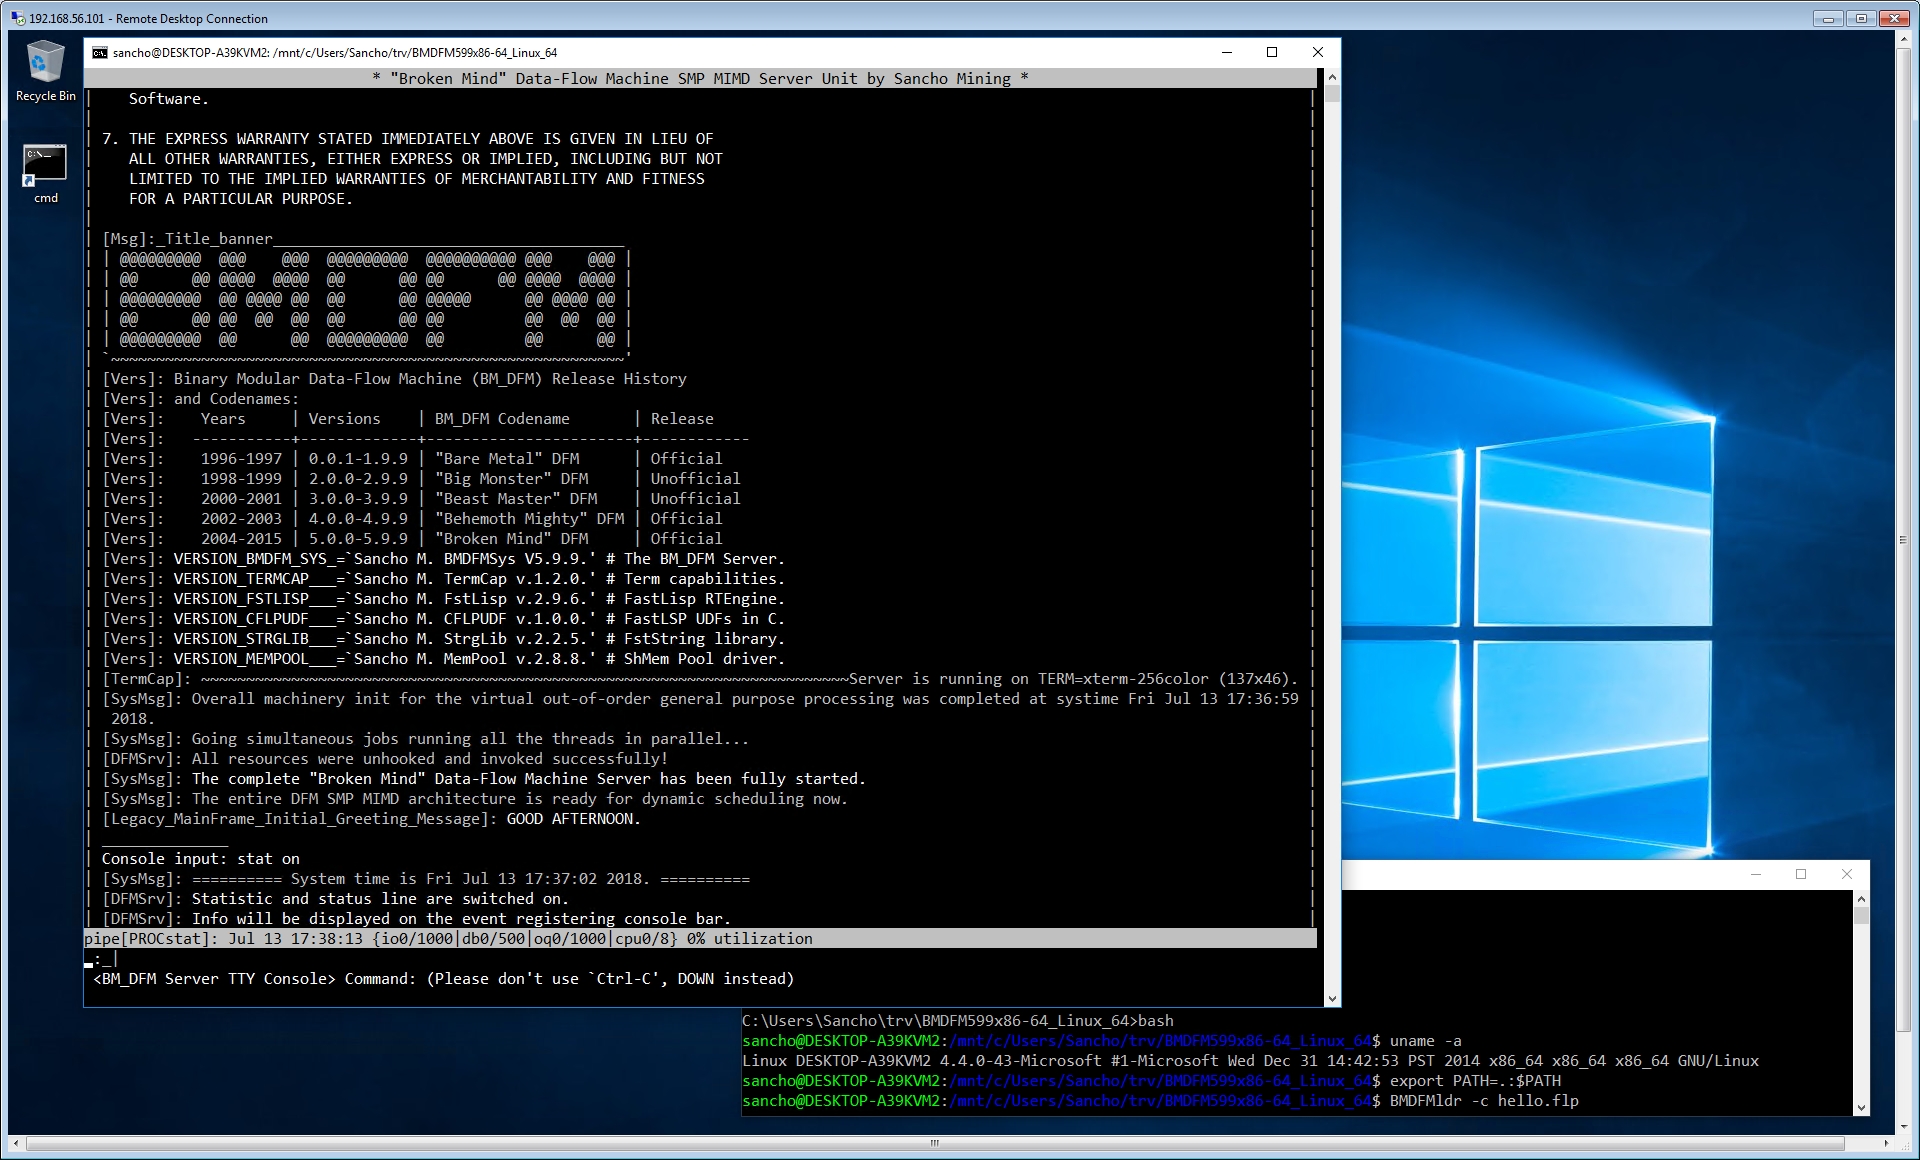 192.168.56.101 - Remote Desktop Connection
Recycle Bin
cmd
sancho@DESKTOP-A39KVM2: /mnt/c/Users/Sancho/trv/BMDFM599x86-64_Linux_64
* "Broken Mind" Data-Flow Machine SMP MIMD Server Unit by Sancho Mining *
Software.
7. THE EXPRESS WARRANTY STATED IMMEDIATELY ABOVE IS GIVEN IN LIEU OF
ALL OTHER WARRANTIES, EITHER EXPRESS OR IMPLIED, INCLUDING BUT NOT
LIMITED TO THE IMPLIED WARRANTIES OF MERCHANTABILITY AND FITNESS
FOR A PARTICULAR PURPOSE.
[Msg]:_Title_banner_______________________________________
| @@@@@@@@@  @@@    @@@  @@@@@@@@@  @@@@@@@@@@ @@@    @@@ |
| @@      @@ @@@@  @@@@  @@      @@ @@      @@ @@@@  @@@@ |
| @@@@@@@@@  @@ @@@@ @@  @@      @@ @@@@@      @@ @@@@ @@ |
| @@      @@ @@  @@  @@  @@      @@ @@         @@  @@  @@ |
| @@@@@@@@@  @@      @@  @@@@@@@@@  @@         @@      @@ |
`~~~~~~~~~~~~~~~~~~~~~~~~~~~~~~~~~~~~~~~~~~~~~~~~~~~~~~~~~'
[Vers]: Binary Modular Data-Flow Machine (BM_DFM) Release History
[Vers]: and Codenames:
[Vers]:    Years     | Versions    | BM_DFM Codename       | Release
[Vers]:   -----------+-------------+-----------------------+------------
[Vers]:    1996-1997 | 0.0.1-1.9.9 | "Bare Metal" DFM      | Official
[Vers]:    1998-1999 | 2.0.0-2.9.9 | "Big Monster" DFM     | Unofficial
[Vers]:    2000-2001 | 3.0.0-3.9.9 | "Beast Master" DFM    | Unofficial
[Vers]:    2002-2003 | 4.0.0-4.9.9 | "Behemoth Mighty" DFM | Official
[Vers]:    2004-2015 | 5.0.0-5.9.9 | "Broken Mind" DFM     | Official
[Vers]: VERSION_BMDFM_SYS_=`Sancho M. BMDFMSys V5.9.9.' # The BM_DFM Server.
[Vers]: VERSION_TERMCAP___=`Sancho M. TermCap v.1.2.0.' # Term capabilities.
[Vers]: VERSION_FSTLISP___=`Sancho M. FstLisp v.2.9.6.' # FastLisp RTEngine.
[Vers]: VERSION_CFLPUDF___=`Sancho M. CFLPUDF v.1.0.0.' # FastLSP UDFs in C.
[Vers]: VERSION_STRGLIB___=`Sancho M. StrgLib v.2.2.5.' # FstString library.
[Vers]: VERSION_MEMPOOL___=`Sancho M. MemPool v.2.8.8.' # ShMem Pool driver.
[TermCap]: ~~~~~~~~~~~~~~~~~~~~~~~~~~~~~~~~~~~~~~~~~~~~~~~~~~~~~~~~~~~~~~~~~~~~~~~~Server is running on TERM=xterm-256color (137x46).
[SysMsg]: Overall machinery init for the virtual out-of-order general purpose processing was completed at systime Fri Jul 13 17:36:59
2018.
[SysMsg]: Going simultaneous jobs running all the threads in parallel...
[DFMSrv]: All resources were unhooked and invoked successfully!
[SysMsg]: The complete "Broken Mind" Data-Flow Machine Server has been fully started.
[SysMsg]: The entire DFM SMP MIMD architecture is ready for dynamic scheduling now.
[Legacy_MainFrame_Initial_Greeting_Message]: GOOD AFTERNOON.
______________
Console input: stat on
[SysMsg]: ========== System time is Fri Jul 13 17:37:02 2018. ==========
[DFMSrv]: Statistic and status line are switched on.
[DFMSrv]: Info will be displayed on the event registering console bar.
pipe[PROCstat]: Jul 13 17:38:13 {io0/1000|db0/500|oq0/1000|cpu0/8} 0% utilization
_:_|
<BM_DFM Server TTY Console> Command: (Please don't use `Ctrl-C', DOWN instead)
C:\Users\Sancho\trv\BMDFM599x86-64_Linux_64>bash
sancho@DESKTOP-A39KVM2:/mnt/c/Users/Sancho/trv/BMDFM599x86-64_Linux_64$ uname -a
Linux DESKTOP-A39KVM2 4.4.0-43-Microsoft #1-Microsoft Wed Dec 31 14:42:53 PST 2014 x86_64 x86_64 x86_64 GNU/Linux
sancho@DESKTOP-A39KVM2:/mnt/c/Users/Sancho/trv/BMDFM599x86-64_Linux_64$ export PATH=.:$PATH
sancho@DESKTOP-A39KVM2:/mnt/c/Users/Sancho/trv/BMDFM599x86-64_Linux_64$ BMDFMldr -c hello.flp